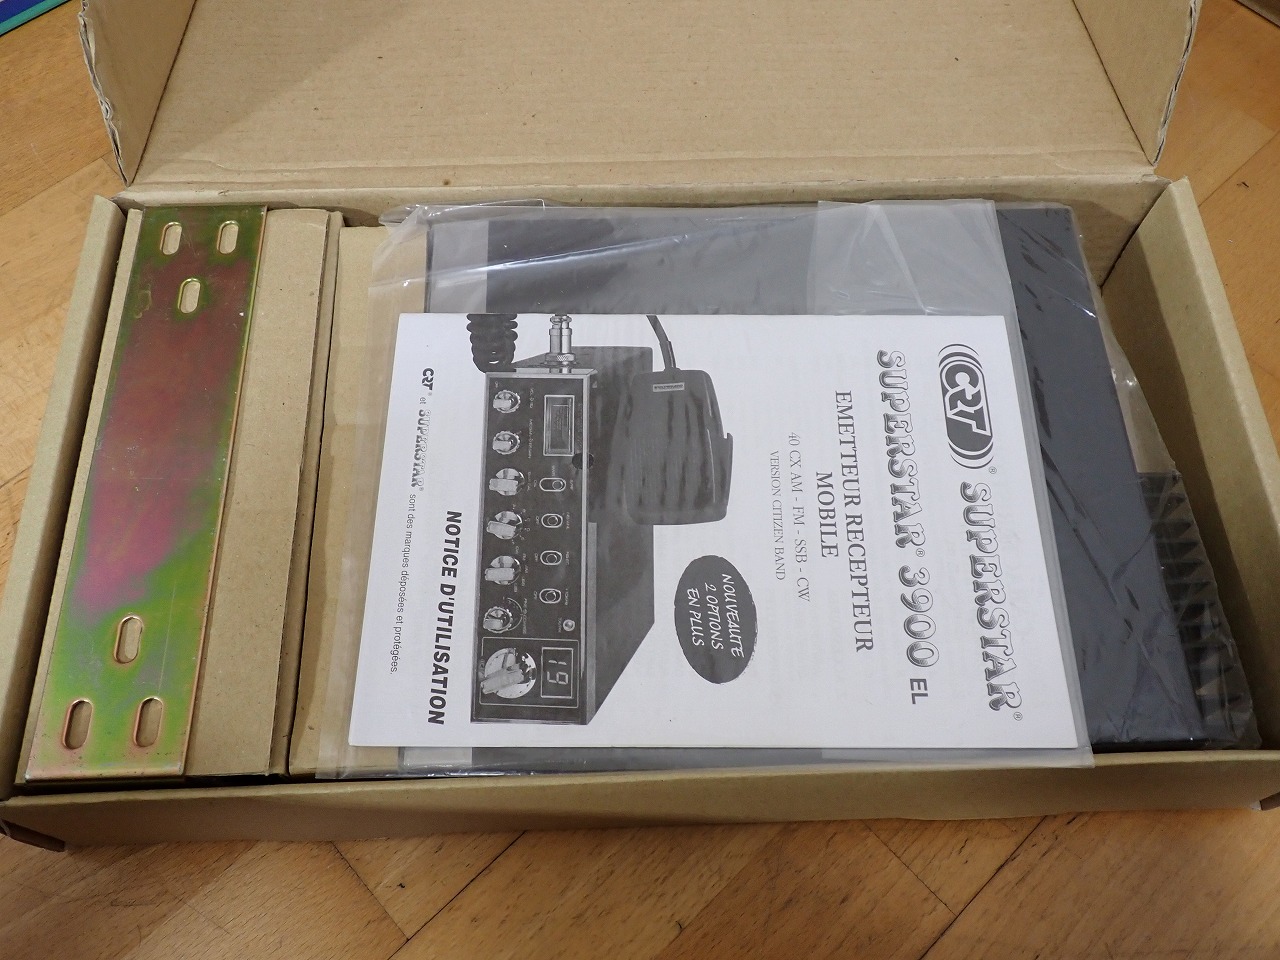 CRT® SUPERSTAR®
SUPERSTAR® 3900 EL
EMETTEUR RECEPTEUR
MOBILE
40 CX AM - FM - SSB - CW
VERSION CITIZEN BAND
NOUVEAUTE
2 OPTIONS
EN PLUS
19
NOTICE D'UTILISATION
CRT® et SUPERSTAR® sont des marques déposées et protégées.